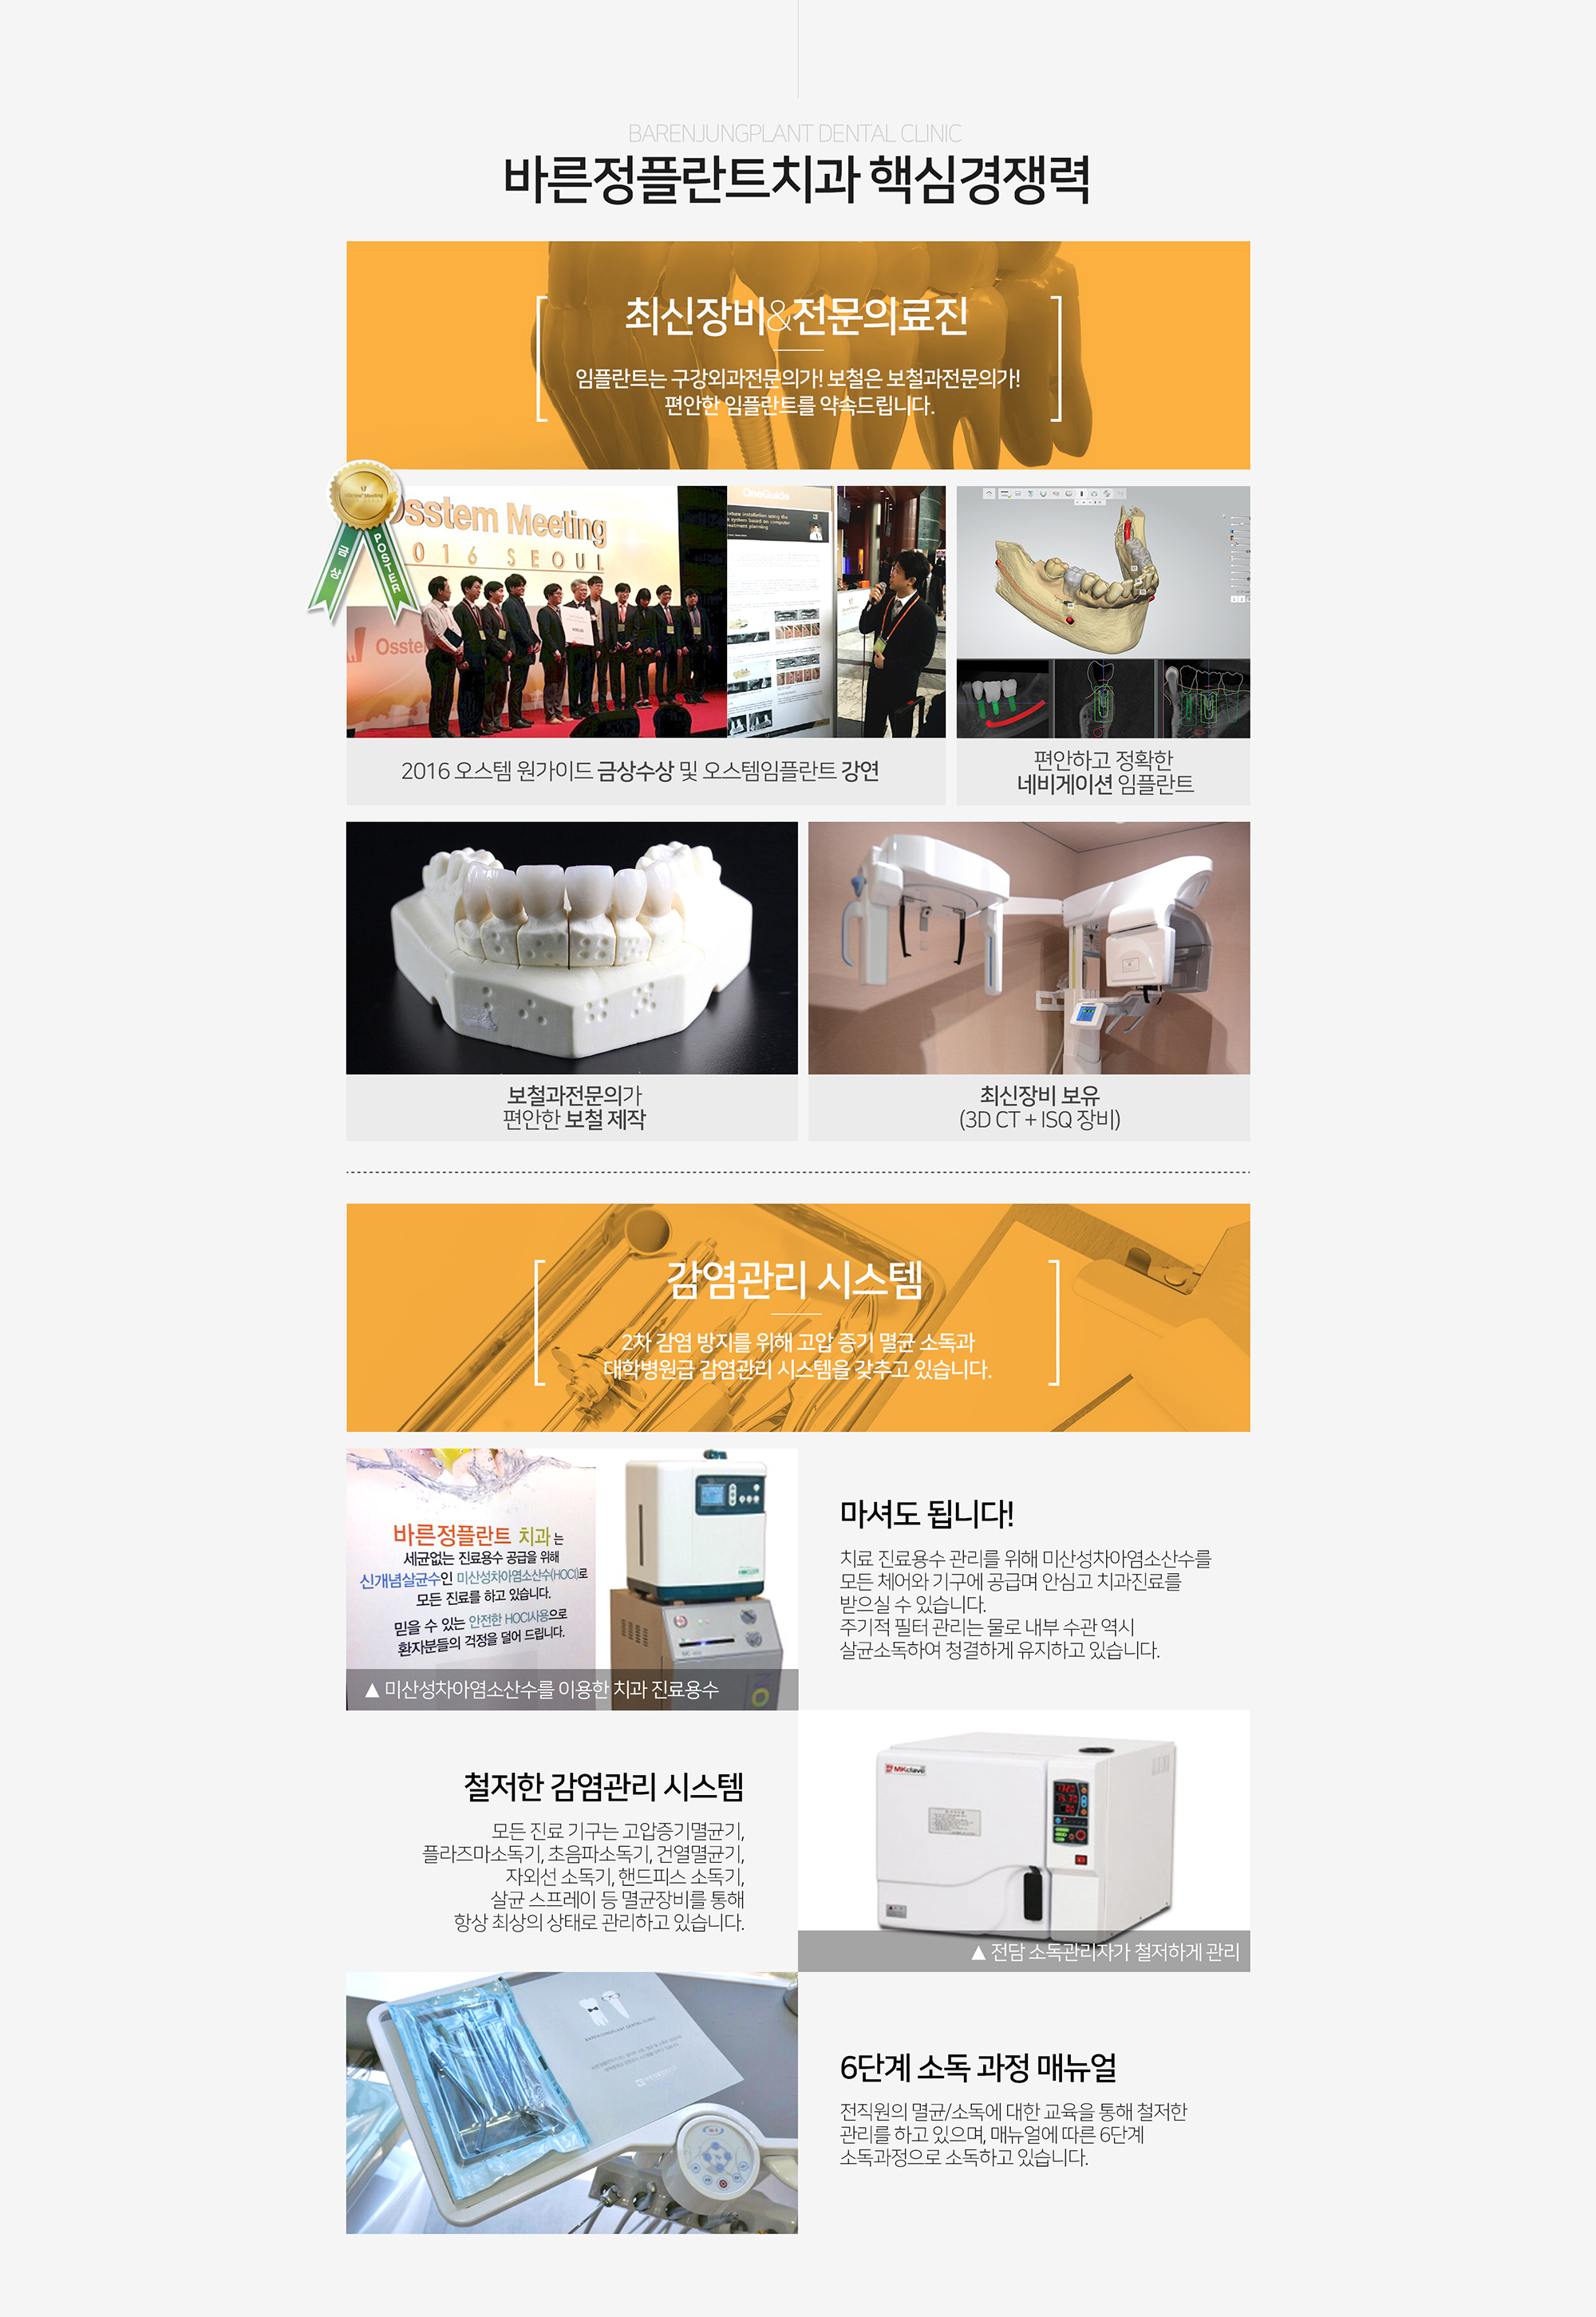 BARENJUNGPLANT DENTAL CLINIC
바른정플란트치과 핵심경쟁력
최신장비&전문의료진
임플란트는 구강외과전문의가! 보철은 보철과전문의가!
편안한 임플란트를 약속드립니다.
금상
POSTER
Osstem Meeting
2016 SEOUL
Osstem
OneGuide
2016 오스템 원가이드 금상수상 및 오스템임플란트 강연
편안하고 정확한
네비게이션 임플란트
보철과전문의가
편안한 보철 제작
최신장비 보유
(3D CT + ISQ 장비)
감염관리 시스템
2차 감염 방지를 위해 고압 증기 멸균 소독과
대학병원급 감염관리 시스템을 갖추고 있습니다.
바른정플란트 치과는
세균없는 진료용수 공급을 위해
신개념살균수인 미산성차아염소산수(HOCl)로
모든 진료를 하고 있습니다.
믿을 수 있는 안전한 HOCl사용으로
환자분들의 걱정을 덜어 드립니다.
▲ 미산성차아염소산수를 이용한 치과 진료용수
마셔도 됩니다!
치료 진료용수 관리를 위해 미산성차아염소산수를
모든 체어와 기구에 공급며 안심고 치과진료를
받으실 수 있습니다.
주기적 필터 관리는 물로 내부 수관 역시
살균소독하여 청결하게 유지하고 있습니다.
철저한 감염관리 시스템
모든 진료 기구는 고압증기멸균기,
플라즈마소독기, 초음파소독기, 건열멸균기,
자외선 소독기, 핸드피스 소독기,
살균 스프레이 등 멸균장비를 통해
항상 최상의 상태로 관리하고 있습니다.
MKclave
▲ 전담 소독관리자가 철저하게 관리
BARENJUNGPLANT DENTAL CLINIC
6단계 소독 과정 매뉴얼
전직원의 멸균/소독에 대한 교육을 통해 철저한
관리를 하고 있으며, 매뉴얼에 따른 6단계
소독과정으로 소독하고 있습니다.